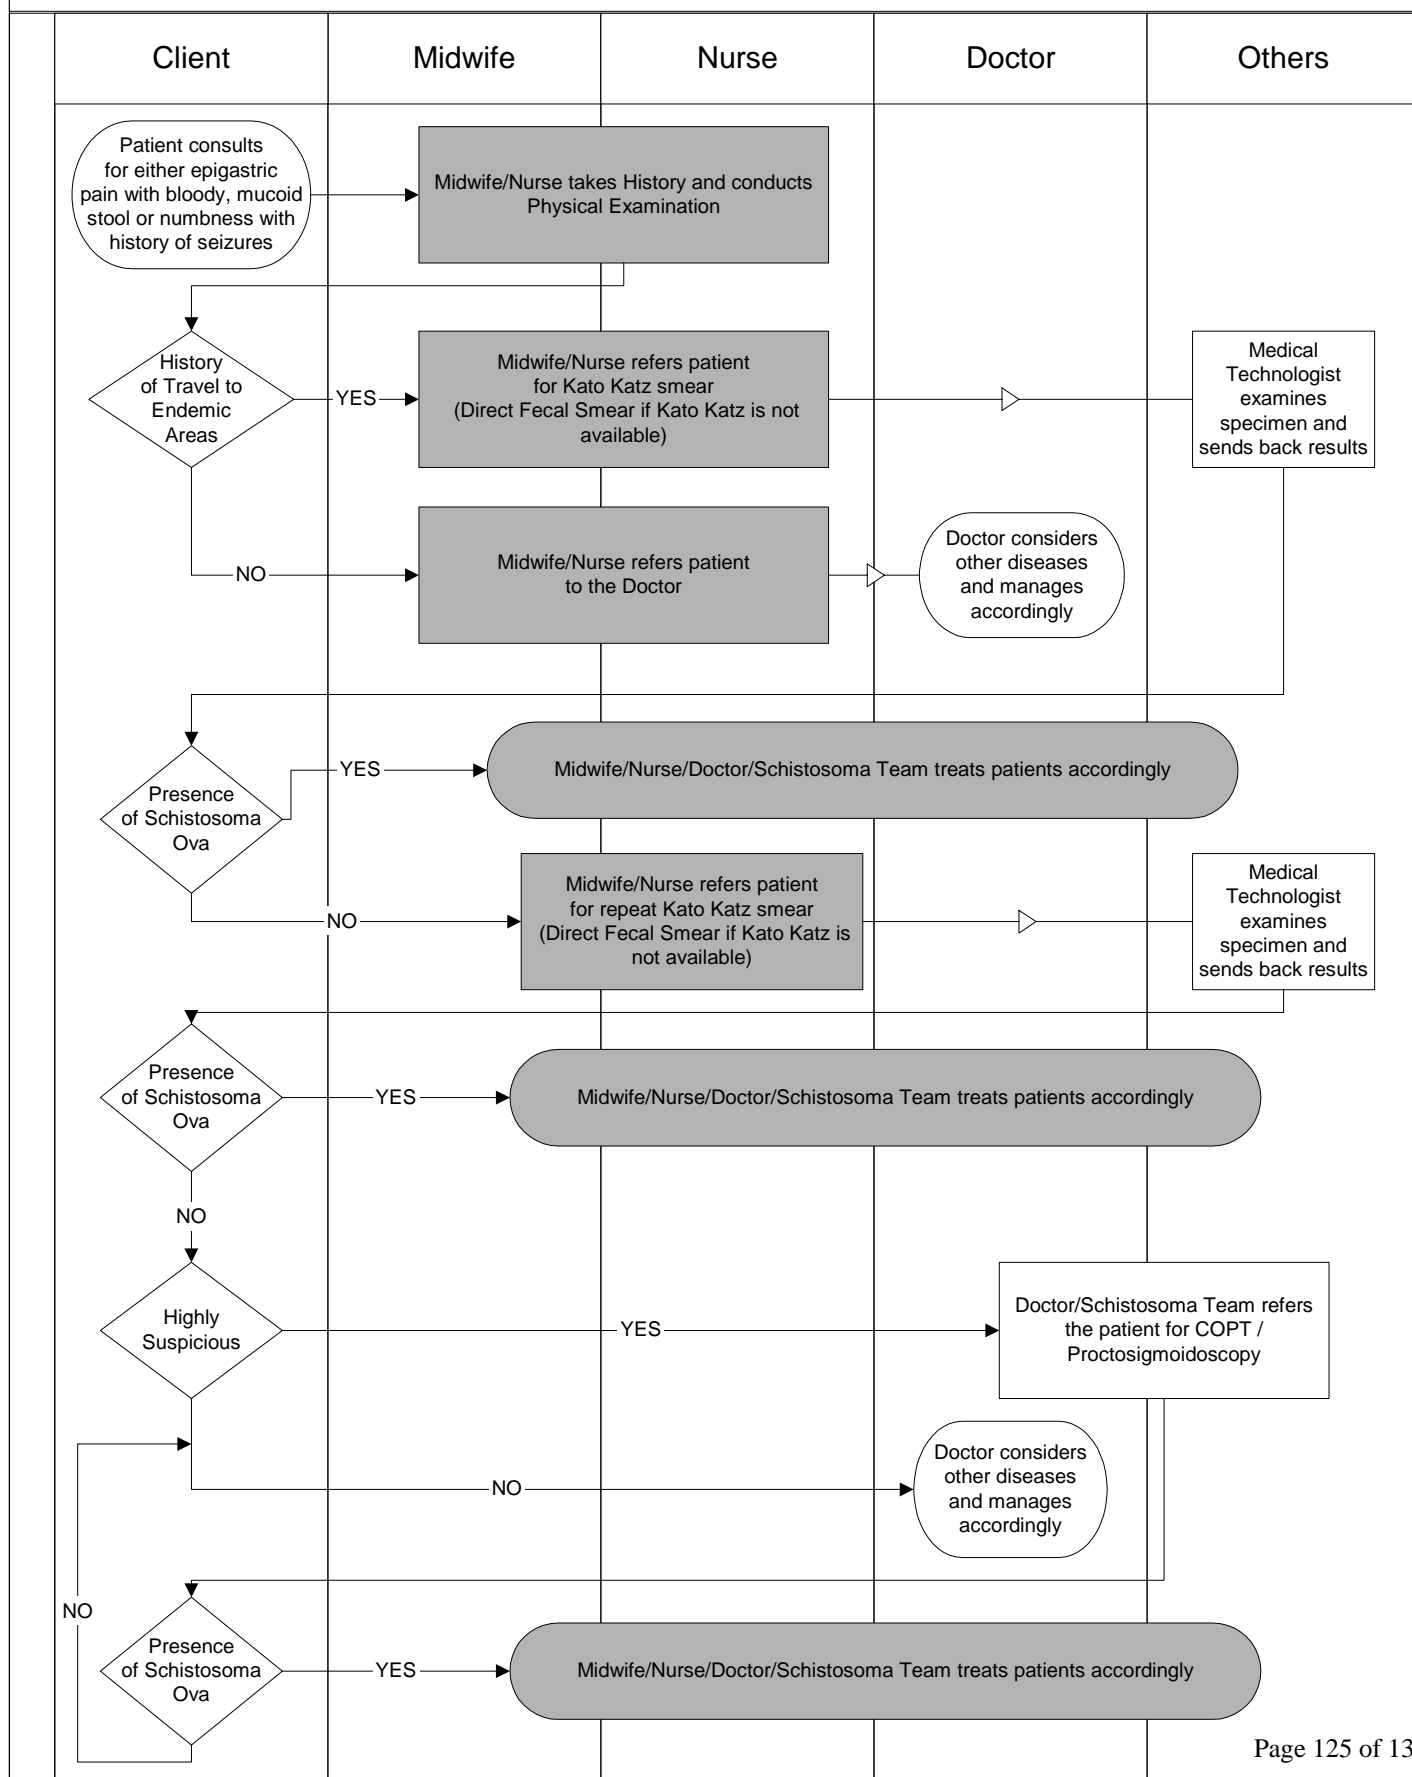 Client
Midwife
Nurse
Doctor
Others
Patient consults
for either epigastric
pain with bloody, mucoid
stool or numbness with
history of seizures
Midwife/Nurse takes History and conducts
Physical Examination
History
of Travel to
Endemic
Areas
YES
Midwife/Nurse refers patient
for Kato Katz smear
(Direct Fecal Smear if Kato Katz is not
available)
Medical
Technologist
examines
specimen and
sends back results
NO
Midwife/Nurse refers patient
to the Doctor
Doctor considers
other diseases
and manages
accordingly
Presence
of Schistosoma
Ova
YES
Midwife/Nurse/Doctor/Schistosoma Team treats patients accordingly
NO
Midwife/Nurse refers patient
for repeat Kato Katz smear
(Direct Fecal Smear if Kato Katz is
not available)
Medical
Technologist
examines
specimen and
sends back results
Presence
of Schistosoma
Ova
YES
Midwife/Nurse/Doctor/Schistosoma Team treats patients accordingly
NO
Highly
Suspicious
YES
Doctor/Schistosoma Team refers
the patient for COPT /
Proctosigmoidoscopy
NO
Doctor considers
other diseases
and manages
accordingly
NO
Presence
of Schistosoma
Ova
YES
Midwife/Nurse/Doctor/Schistosoma Team treats patients accordingly
Page 125 of 13